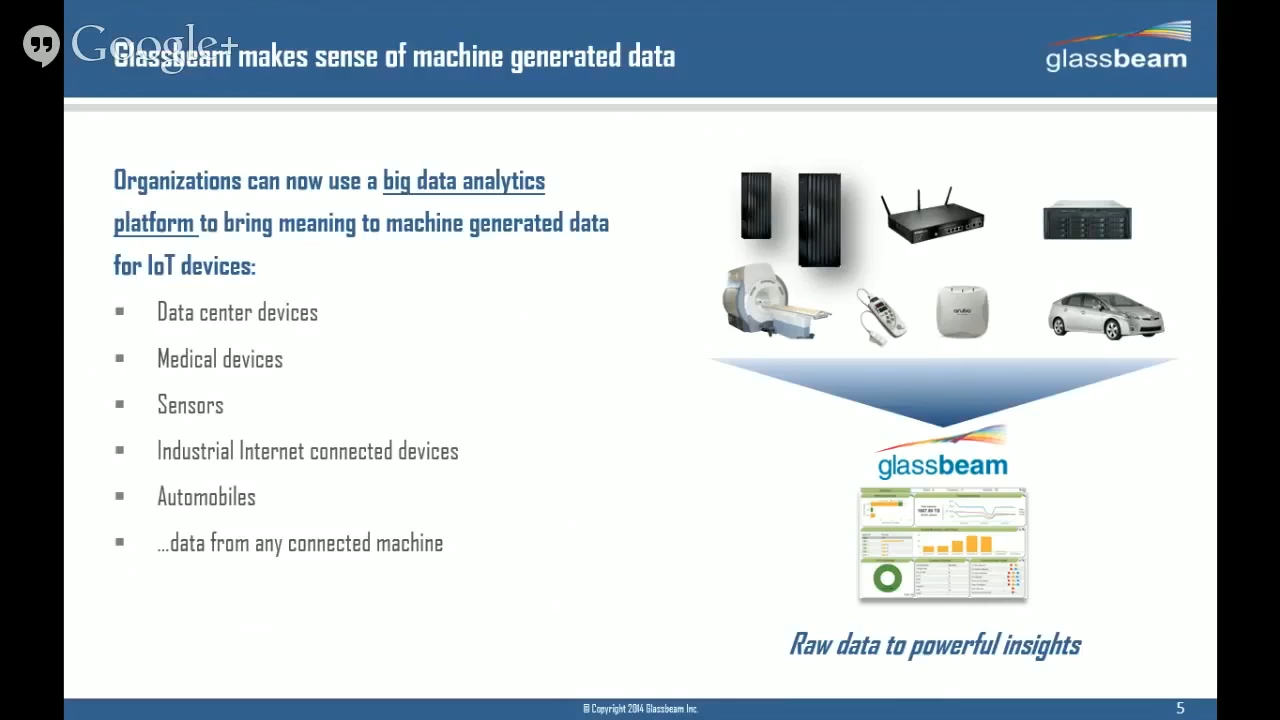 Google+
Glassbeam makes sense of machine generated data
glassbeam
Organizations can now use a big data analytics
platform to bring meaning to machine generated data
for IoT devices:
▪ Data center devices
▪ Medical devices
▪ Sensors
▪ Industrial Internet connected devices
▪ Automobiles
▪ ...data from any connected machine
aruba
glassbeam
Raw data to powerful insights
© Copyright 2014 Glassbeam Inc.
5